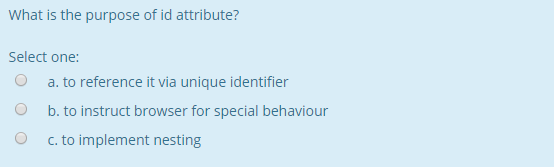 What is the purpose of id attribute?
Select one:
a. to reference it via unique identifier
b. to instruct browser for special behaviour
c. to implement nesting